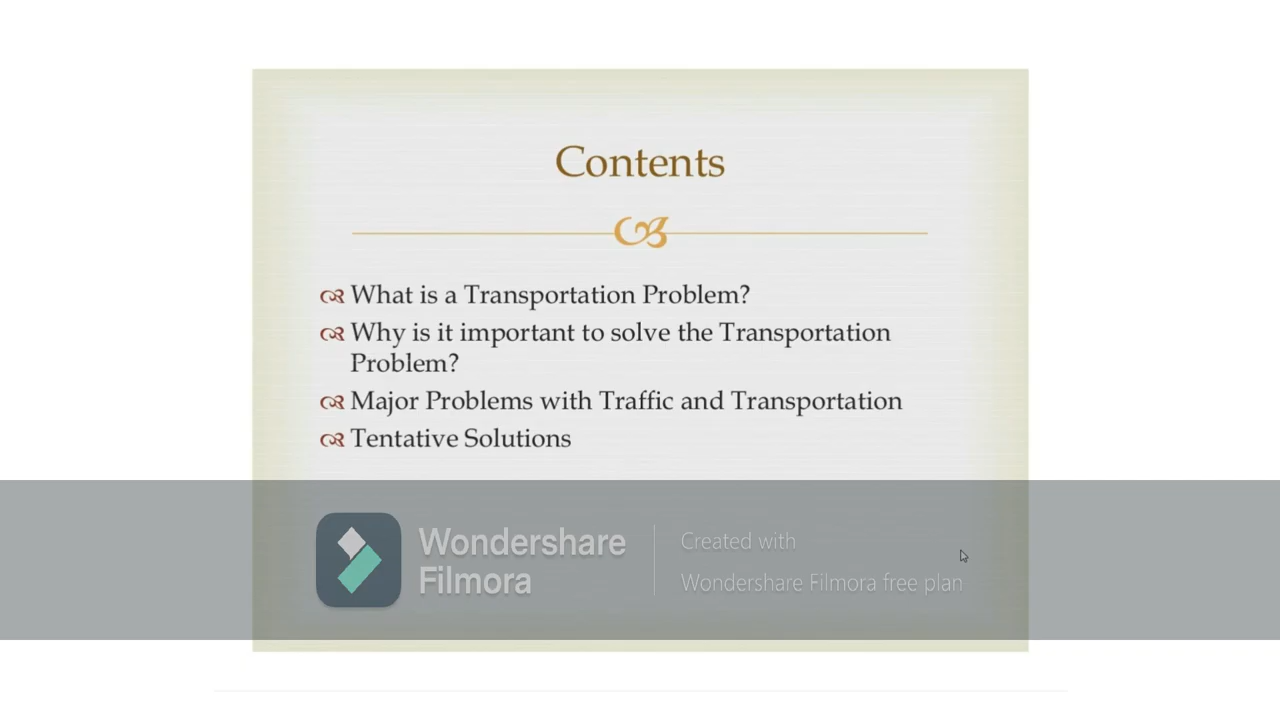 Contents
What is a Transportation Problem?
Why is it important to solve the Transportation
Problem?
Major Problems with Traffic and Transportation
Tentative Solutions
Wondershare
Filmora
Created with
Wondershare Filmora free plan